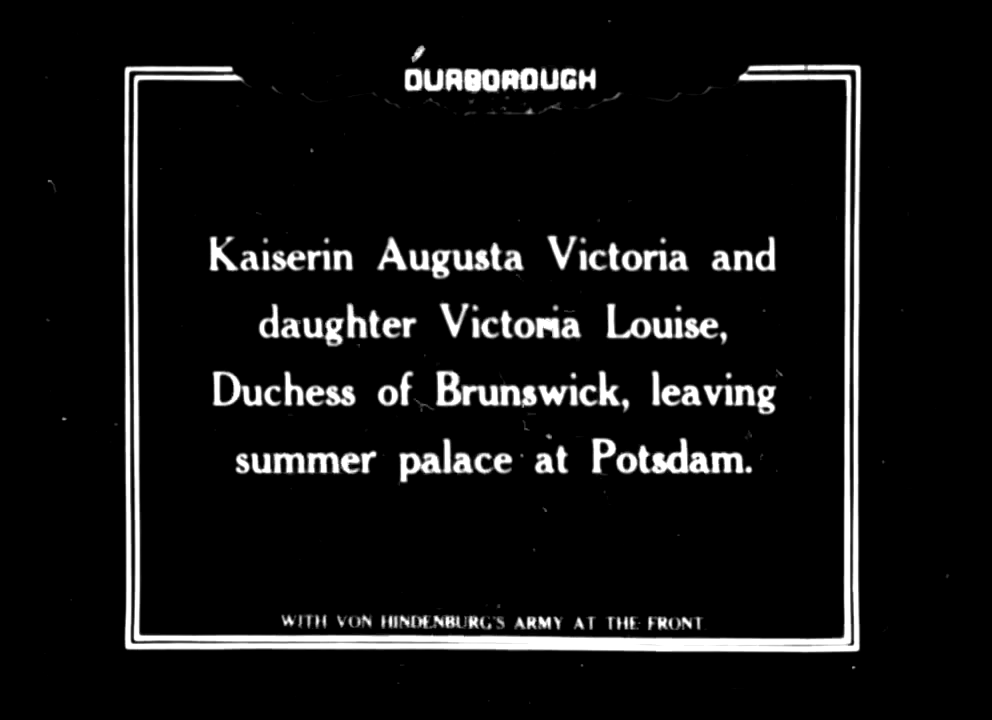 OURBOROUGH
Kaiserin Augusta Victoria and
daughter Victoria Louise,
Duchess of Brunswick, leaving
summer palace at Potsdam.
WITH VON HINDENBURG'S ARMY AT THE FRONT